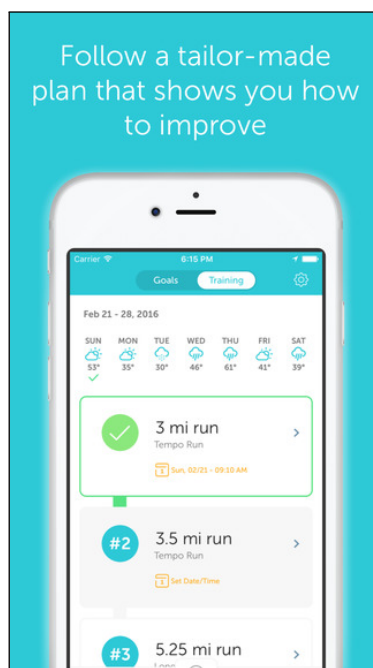 Follow a tailor-made
plan that shows you how
to improve
Carrier 6:15 PM
Goals Training
Feb 21 - 28, 2016
SUN MON TUE WED THU FRI SAT
53° 35° 30° 46° 61° 41° 39°
3 mi run
Tempo Run
Sun, 02/21 - 09:10 AM
#2 3.5 mi run
Tempo Run
Set Date/Time
#3 5.25 mi run
Long